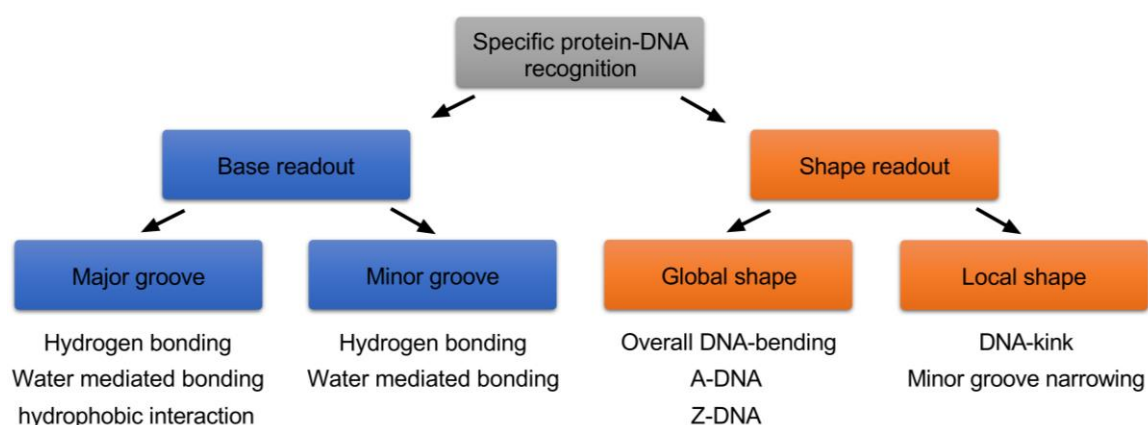 Specific protein-DNA
recognition
Base readout
Shape readout
Major groove
Minor groove
Global shape
Local shape
Hydrogen bonding
Water mediated bonding
hydrophobic interaction
Hydrogen bonding
Water mediated bonding
Overall DNA-bending
A-DNA
Z-DNA
DNA-kink
Minor groove narrowing